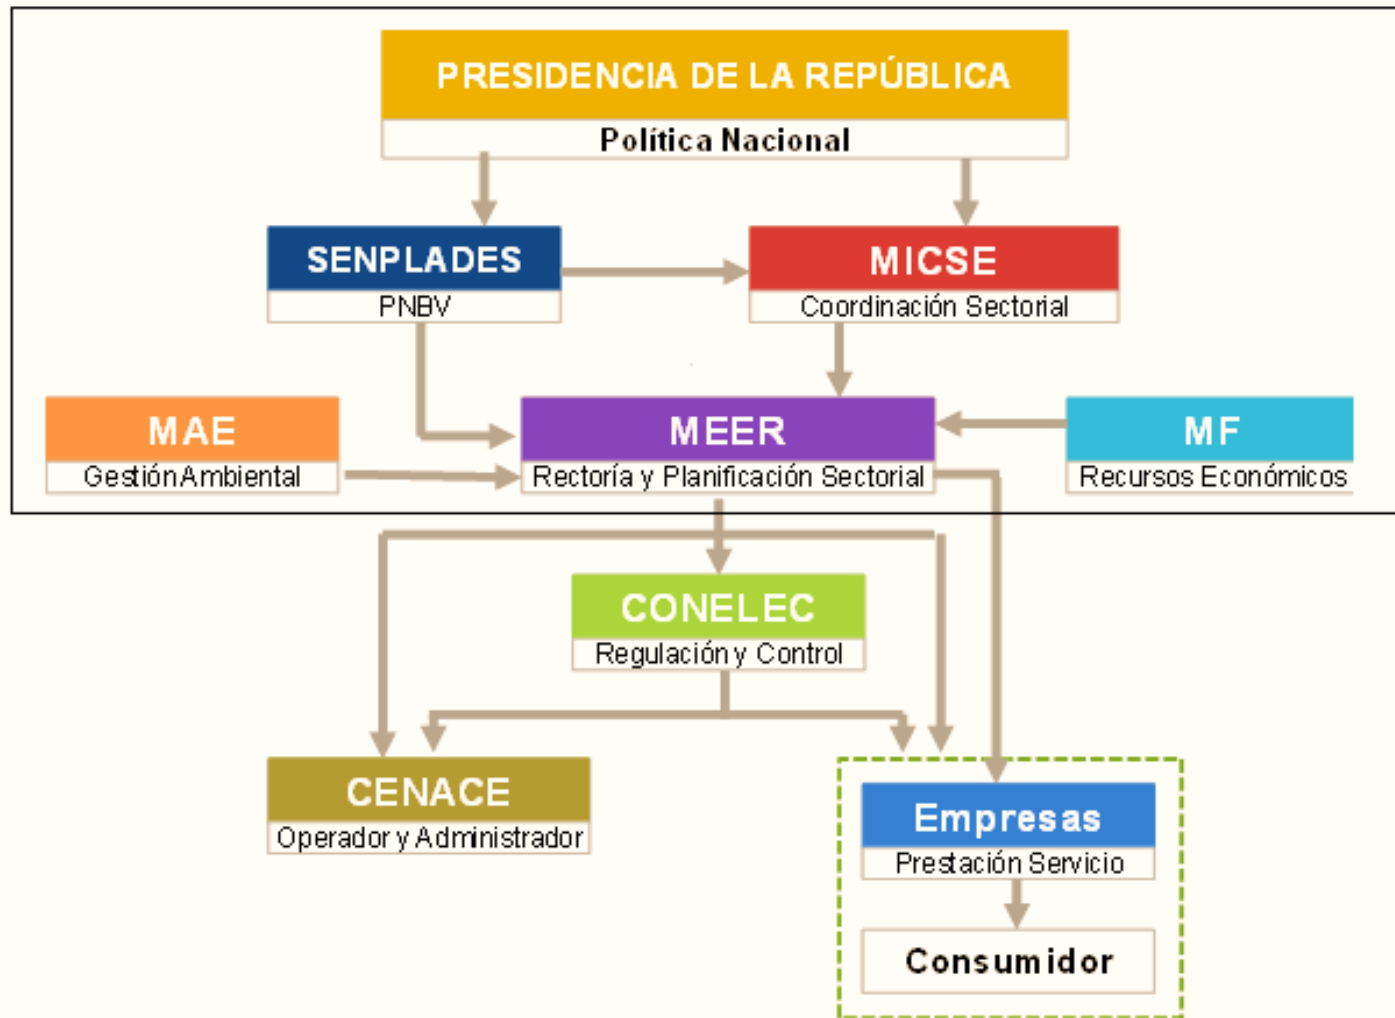 PRESIDENCIA DE LA REPÚBLICA
Política Nacional
SENPLADES
PNBV
MICSE
Coordinación Sectorial
MAE
Gestión Ambiental
MEER
Rectoría y Planificación Sectorial
MF
Recursos Económicos
CONELEC
Regulación y Control
CENACE
Operador y Administrador
Empresas
Prestación Servicio
Consumidor